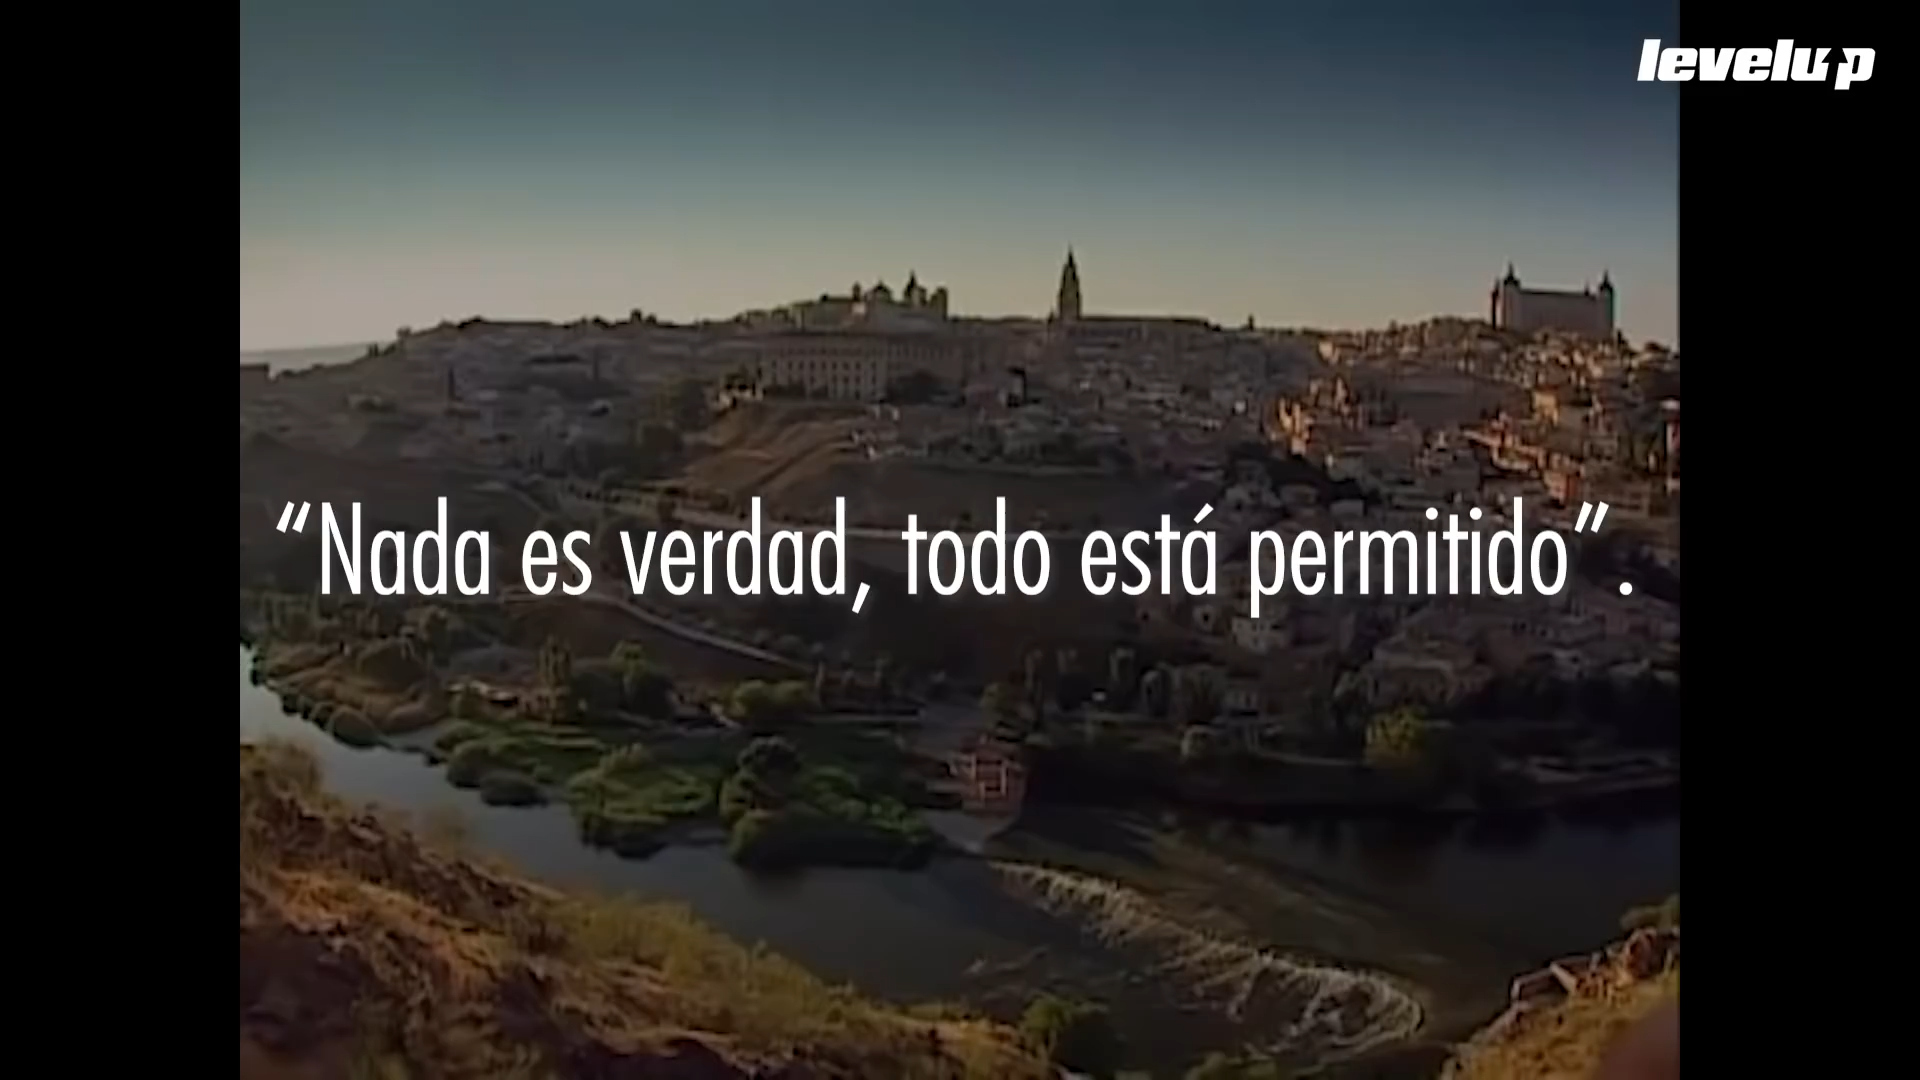 levelup
“Nada es verdad, todo está permitido”.